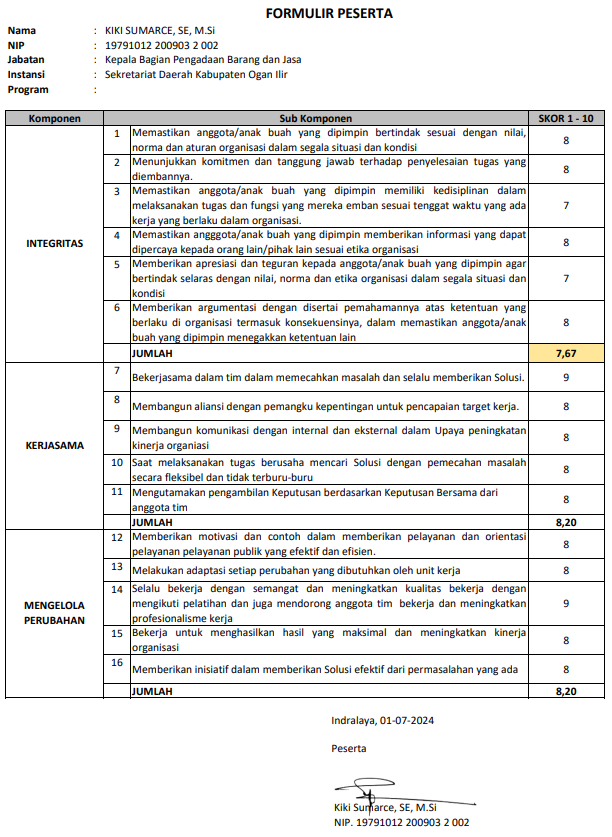 FORMULIR PESERTA
Nama : KIKI SUMARCE, SE, M.Si
NIP : 19791012 200903 2 002
Jabatan : Kepala Bagian Pengadaan Barang dan Jasa
Instansi : Sekretariat Daerah Kabupaten Ogan Ilir
Program :
Komponen Sub Komponen SKOR 1 - 10
INTEGRITAS
1 Memastikan anggota/anak buah yang dipimpin bertindak sesuai dengan nilai,
norma dan aturan organisasi dalam segala situasi dan kondisi
8
2 Menunjukkan komitmen dan tanggung jawab terhadap penyelesaian tugas yang
diembannya.
8
3 Memastikan anggota/anak buah yang dipimpin memiliki kedisiplinan dalam
melaksanakan tugas dan fungsi yang mereka emban sesuai tenggat waktu yang ada
kerja yang berlaku dalam organisasi.
7
4 Memastikan angggota/anak buah yang dipimpin memberikan informasi yang dapat
dipercaya kepada orang lain/pihak lain sesuai etika organisasi
8
5 Memberikan apresiasi dan teguran kepada anggota/anak buah yang dipimpin agar
bertindak selaras dengan nilai, norma dan etika organisasi dalam segala situasi dan
kondisi
7
6 Memberikan argumentasi dengan disertai pemahamannya atas ketentuan yang
berlaku di organisasi termasuk konsekuensinya, dalam memastikan anggota/anak
buah yang dipimpin menegakkan ketentuan lain
8
JUMLAH 7,67
KERJASAMA
7 Bekerjasama dalam tim dalam memecahkan masalah dan selalu memberikan Solusi. 9
8 Membangun aliansi dengan pemangku kepentingan untuk pencapaian target kerja. 8
9 Membangun komunikasi dengan internal dan eksternal dalam Upaya peningkatan
kinerja organiasi
8
10 Saat melaksanakan tugas berusaha mencari Solusi dengan pemecahan masalah
secara fleksibel dan tidak terburu-buru
8
11 Mengutamakan pengambilan Keputusan berdasarkan Keputusan Bersama dari
anggota tim
8
JUMLAH 8,20
MENGELOLA
PERUBAHAN
12 Memberikan motivasi dan contoh dalam memberikan pelayanan dan orientasi
pelayanan pelayanan publik yang efektif dan efisien.
8
13 Melakukan adaptasi setiap perubahan yang dibutuhkan oleh unit kerja 8
14 Selalu bekerja dengan semangat dan meningkatkan kualitas bekerja dengan
mengikuti pelatihan dan juga mendorong anggota tim bekerja dan meningkatkan
profesionalisme kerja
9
15 Bekerja untuk menghasilkan hasil yang maksimal dan meningkatkan kinerja
organisasi
8
16 Memberikan inisiatif dalam memberikan Solusi efektif dari permasalahan yang ada 8
JUMLAH 8,20
Indralaya, 01-07-2024
Peserta
Kiki Sumarce, SE, M.Si
NIP. 19791012 200903 2 002